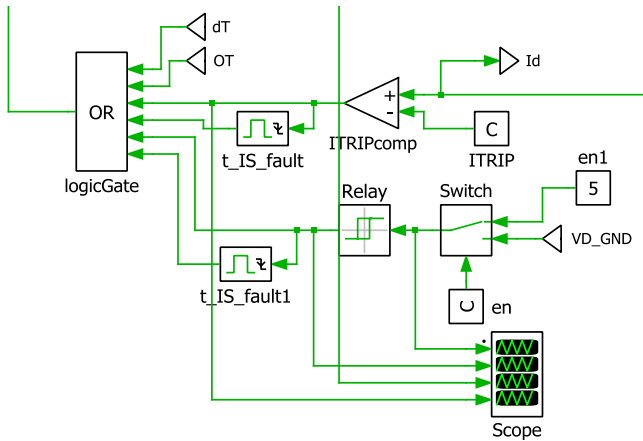 dT
OT
Id
OR
+
-
C
ITRIPcomp
ITRIP
t_IS_fault
en1
logicGate
Relay
Switch
5
VD_GND
t_IS_fault1
C
en
Scope